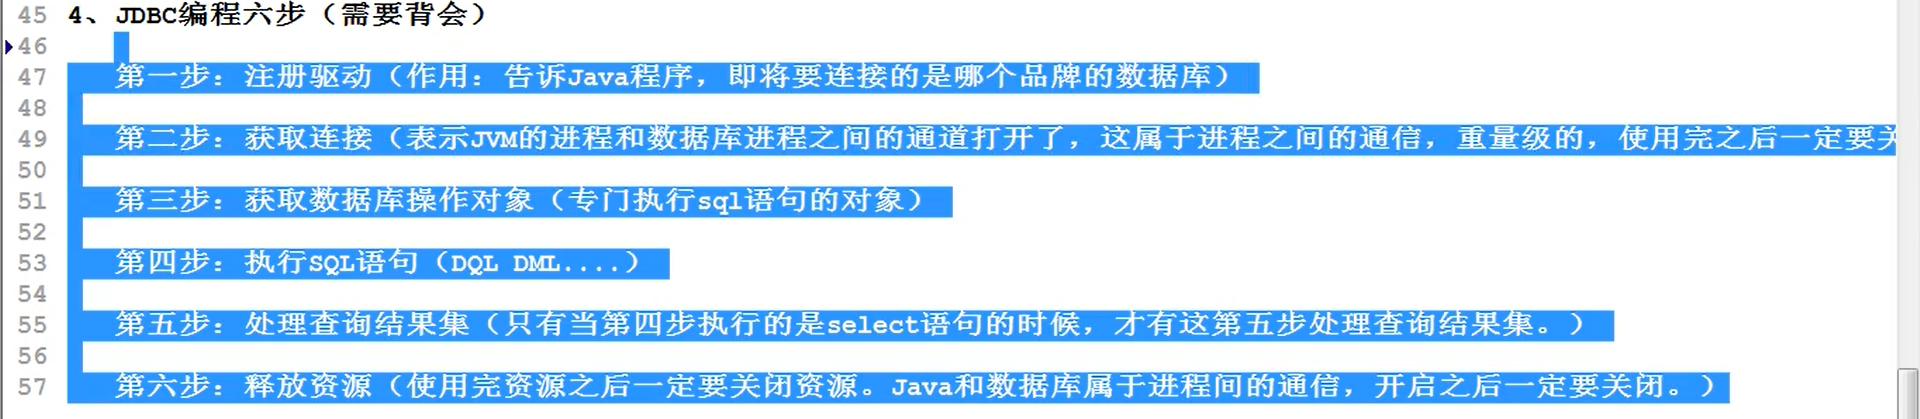 45 4、JDBC编程六步（需要背会）
46
47 第一步：注册驱动（作用：告诉Java程序，即将要连接的是哪个品牌的数据库）
48
49 第二步：获取连接（表示JVM的进程和数据库进程之间的通道打开了，这属于进程之间的通信，重量级的，使用完之后一定要关
50
51 第三步：获取数据库操作对象（专门执行sql语句的对象）
52
53 第四步：执行SQL语句（DQL DML....）
54
55 第五步：处理查询结果集（只有当第四步执行的是select语句的时候，才有这第五步处理查询结果集。）
56
57 第六步：释放资源（使用完资源之后一定要关闭资源。Java和数据库属于进程间的通信，开启之后一定要关闭。）